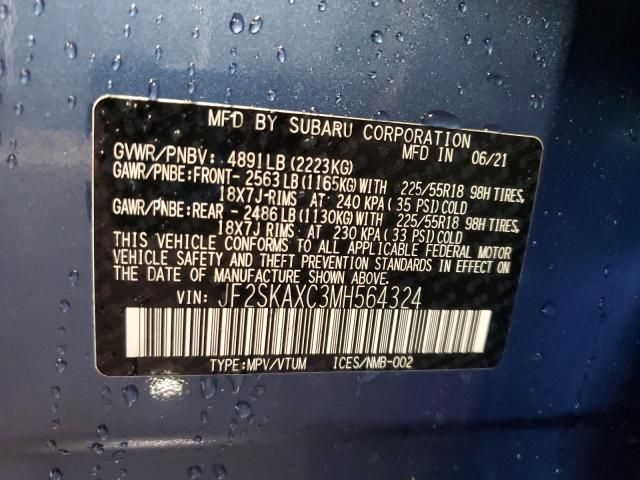 MFD BY SUBARU CORPORATION
GVWR/PNBV: 4891LB (2223KG) MFD IN 06/21
GAWR/PNBE:FRONT- 2563LB (1165KG) WITH 225/55R18 98H TIRES,
18X7J-RIMS AT 240 KPA ( 35 PSI) COLD
GAWR/PNBE:REAR - 2486LB (1130KG) WITH 225/55R18 98H TIRES,
18X7J RIMS AT 230 KPA ( 33 PSI) COLD
THIS VEHICLE CONFORMS TO ALL APPLICABLE FEDERAL MOTOR
VEHICLE SAFETY AND THEFT PREVENTION STANDARDS IN EFFECT ON
THE DATE OF MANUFACTURE SHOWN ABOVE.
VIN: JF2SKAXC3MH564324
TYPE:MPV/VTUM ICES/NMB-002